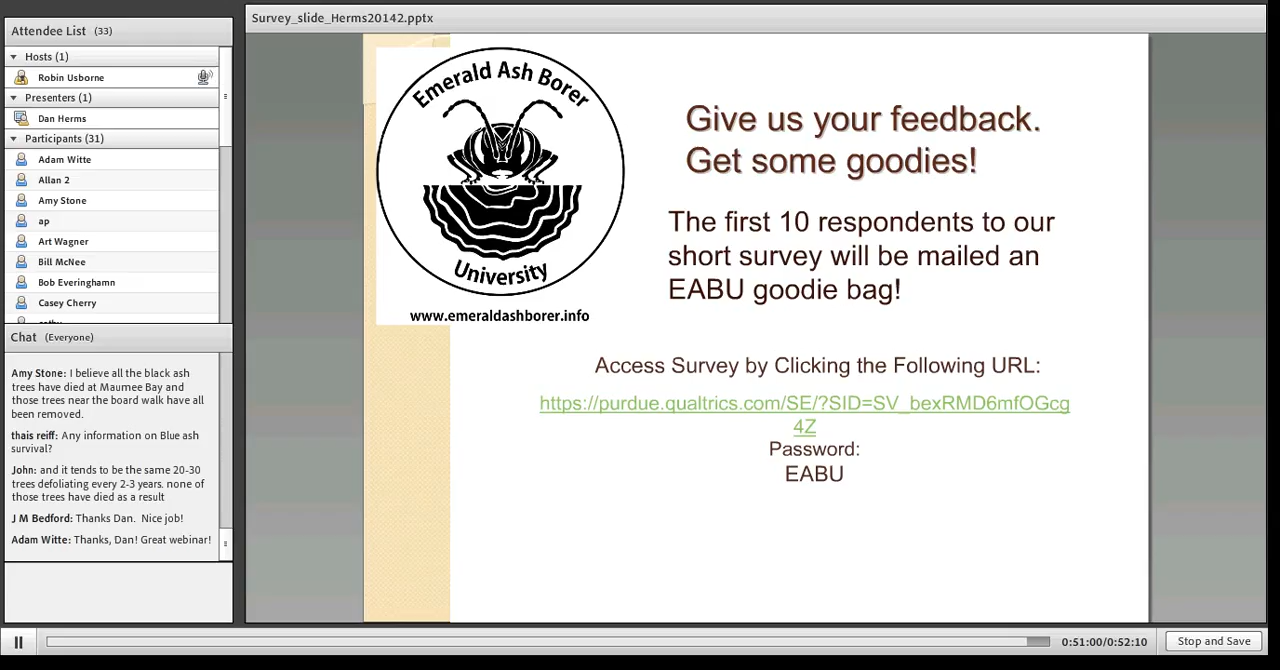 Attendee List (33)
Hosts (1)
Robin Usborne
Presenters (1)
Dan Herms
Participants (31)
Adam Witte
Allan 2
Amy Stone
ap
Art Wagner
Bill McNee
Bob Everinghamn
Casey Cherry
Chat (Everyone)
Amy Stone: I believe all the black ash
trees have died at Maumee Bay and
those trees near the board walk have all
been removed.
thais reiff: Any information on Blue ash
survival?
John: and it tends to be the same 20-30
trees defoliating every 2-3 years. none of
those trees have died as a result
J M Bedford: Thanks Dan. Nice job!
Adam Witte: Thanks, Dan! Great webinar!
Survey_slide_Herms20142.pptx
Emerald Ash Borer
University
www.emeraldashborer.info
Give us your feedback.
Get some goodies!
The first 10 respondents to our
short survey will be mailed an
EABU goodie bag!
Access Survey by Clicking the Following URL:
https://purdue.qualtrics.com/SE/?SID=SV_bexRMD6mfOGcg
4Z
Password:
EABU
0:51:00/0:52:10
Stop and Save